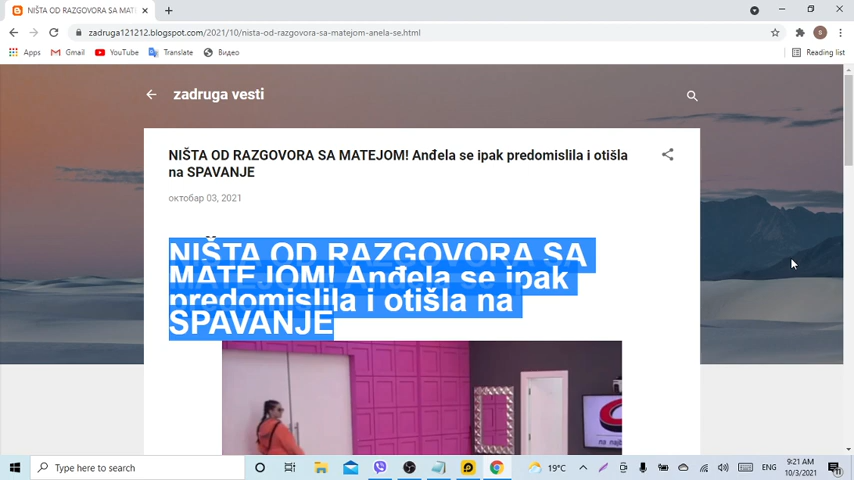 NIŠTA OD RAZGOVORA SA MATE
zadruga121212.blogspot.com/2021/10/nista-od-razgovora-sa-matejom-anela-se.html
Apps Gmail YouTube Translate Видео Reading list
zadruga vesti
NIŠTA OD RAZGOVORA SA MATEJOM! Anđela se ipak predomislila i otišla
na SPAVANJE
октобар 03, 2021
NIŠTA OD RAZGOVORA SA
MATEJOM! Anđela se ipak
predomislila i otišla na
SPAVANJE
Type here to search
19°C
ENG
9:21 AM
10/3/2021